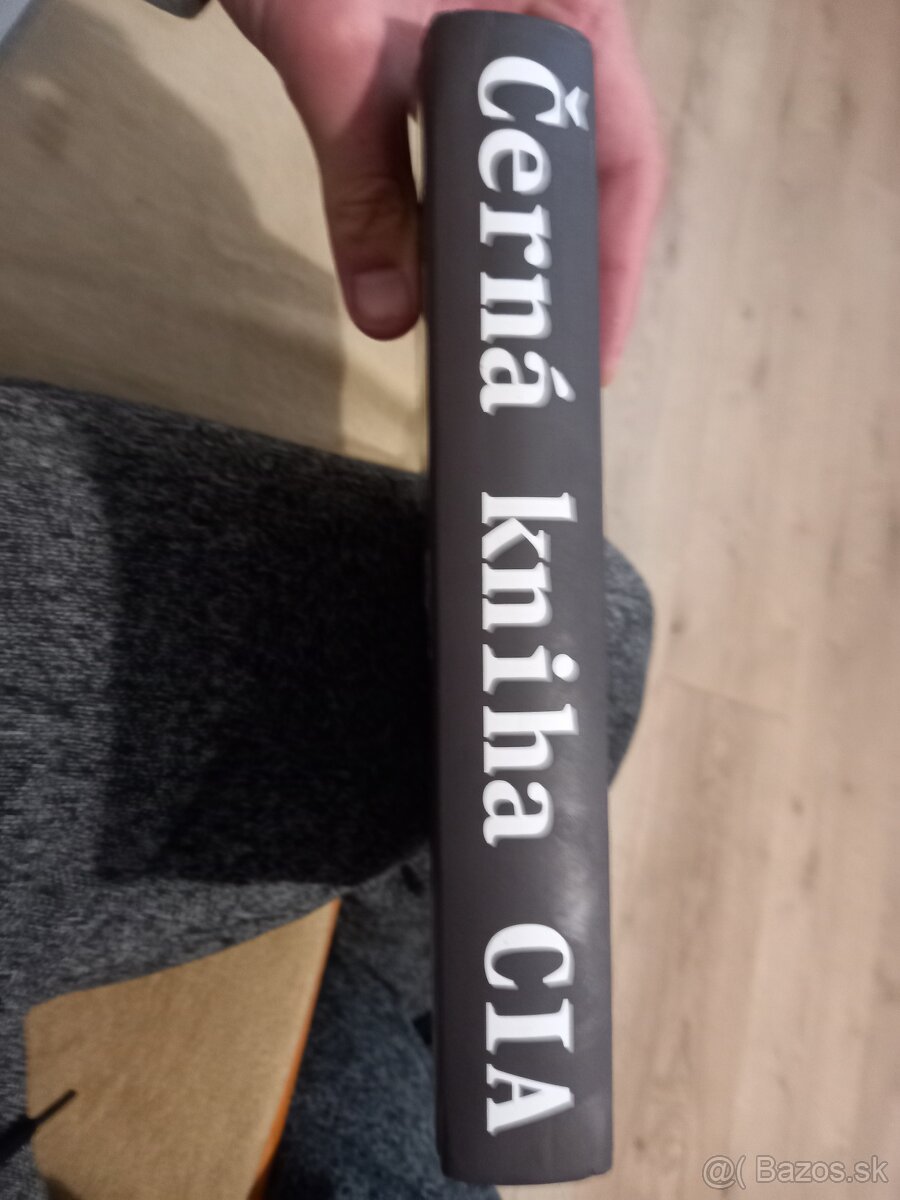 Černá kniha CIA
@( Bazos.sk